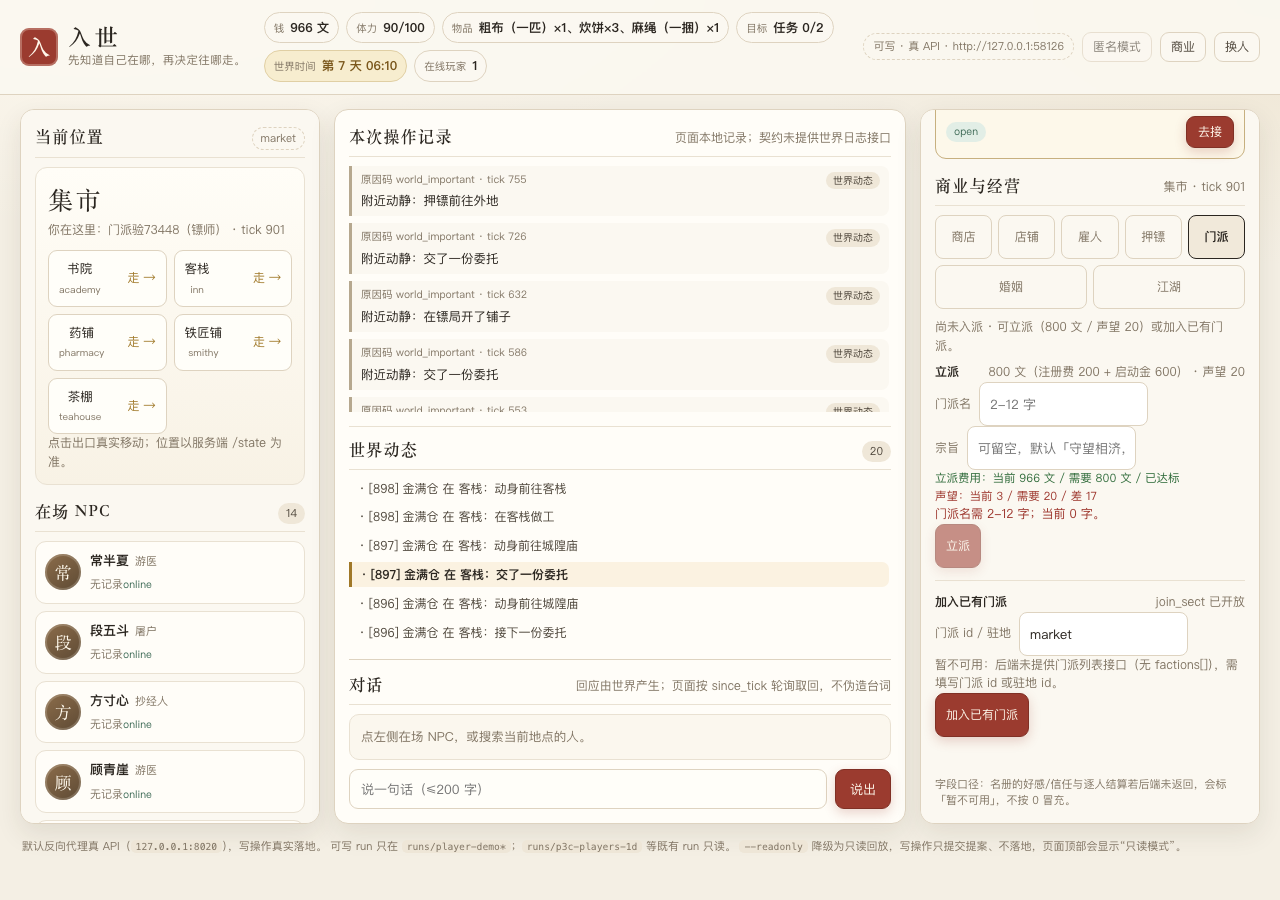 入 入世
先知道自己在哪，再决定往哪走。
钱 966 文 体力 90/100 物品 粗布（一匹）×1、炊饼×3、麻绳（一捆）×1 目标 任务 0/2
世界时间 第 7 天 06:10 在线玩家 1
可写 · 真 API · http://127.0.0.1:58126 匿名模式 商业 换人
当前位置 market
集市
你在这里：门派验73448（镖师） · tick 901
书院 academy 走 → 客栈 inn 走 →
药铺 pharmacy 走 → 铁匠铺 smithy 走 →
茶棚 teahouse 走 →
点击出口真实移动；位置以服务端 /state 为
准。
在场 NPC 14
常 常半夏 游医
无记录online
段 段五斗 屠户
无记录online
方 方寸心 抄经人
无记录online
顾 顾青崖 游医
无记录online
本次操作记录 页面本地记录；契约未提供世界日志接口
原因码 world_important · tick 755 世界动态
附近动静：押镖前往外地
原因码 world_important · tick 726 世界动态
附近动静：交了一份委托
原因码 world_important · tick 632 世界动态
附近动静：在镖局开了铺子
原因码 world_important · tick 586 世界动态
附近动静：交了一份委托
原因码 world_important · tick 553 世界动态
世界动态 20
· [898] 金满仓 在 客栈：动身前往客栈
· [898] 金满仓 在 客栈：在客栈做工
· [897] 金满仓 在 客栈：动身前往城隍庙
· [897] 金满仓 在 客栈：交了一份委托
· [896] 金满仓 在 客栈：动身前往城隍庙
· [896] 金满仓 在 客栈：接下一份委托
对话 回应由世界产生；页面按 since_tick 轮询取回，不伪造台词
点左侧在场 NPC，或搜索当前地点的人。
说一句话（≤200 字） 说出
open 去接
商业与经营 集市 · tick 901
商店 店铺 雇人 押镖 门派
婚姻 江湖
尚未入派 · 可立派（800 文 / 声望 20）或加入已有门
派。
立派 800 文（注册费 200 + 启动金 600） · 声望 20
门派名 2–12 字
宗旨 可留空，默认「守望相济，
立派费用：当前 966 文 / 需要 800 文 / 已达标
声望：当前 3 / 需要 20 / 差 17
门派名需 2–12 字；当前 0 字。
立派
加入已有门派 join_sect 已开放
门派 id / 驻地 market
暂不可用：后端未提供门派列表接口（无 factions[]），需
填写门派 id 或驻地 id。
加入已有门派
字段口径：名册的好感/信任与逐人结算若后端未返回，会标
「暂不可用」，不按 0 冒充。
默认反向代理真 API（ 127.0.0.1:8020 ），写操作真实落地。 可写 run 只在 runs/player-demo* ； runs/p3c-players-1d 等既有 run 只读。 --readonly 降级为只读回放，写操作只提交提案、不落地，页面顶部会显示“只读模式”。